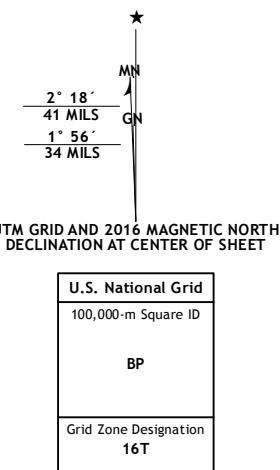 MN
2° 18´
41 MILS
GN
1° 56´
34 MILS
UTM GRID AND 2016 MAGNETIC NORTH
DECLINATION AT CENTER OF SHEET
U.S. National Grid
100,000-m Square ID
BP
Grid Zone Designation
16T